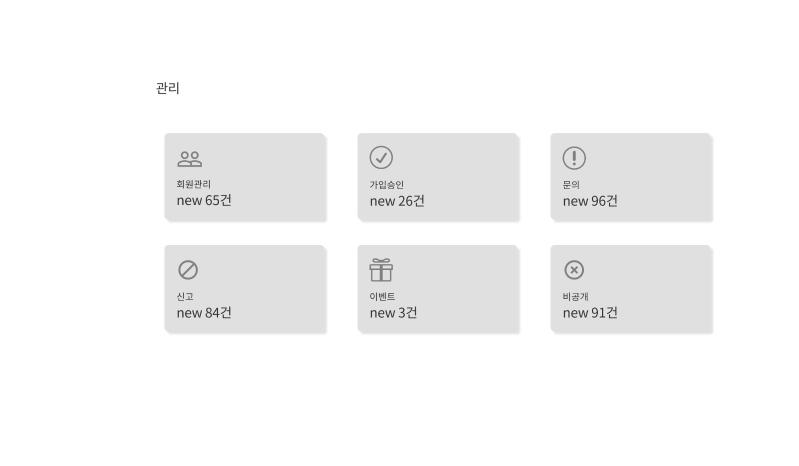 관리
회원관리
new 65건
가입승인
new 26건
문의
new 96건
신고
new 84건
이벤트
new 3건
비공개
new 91건